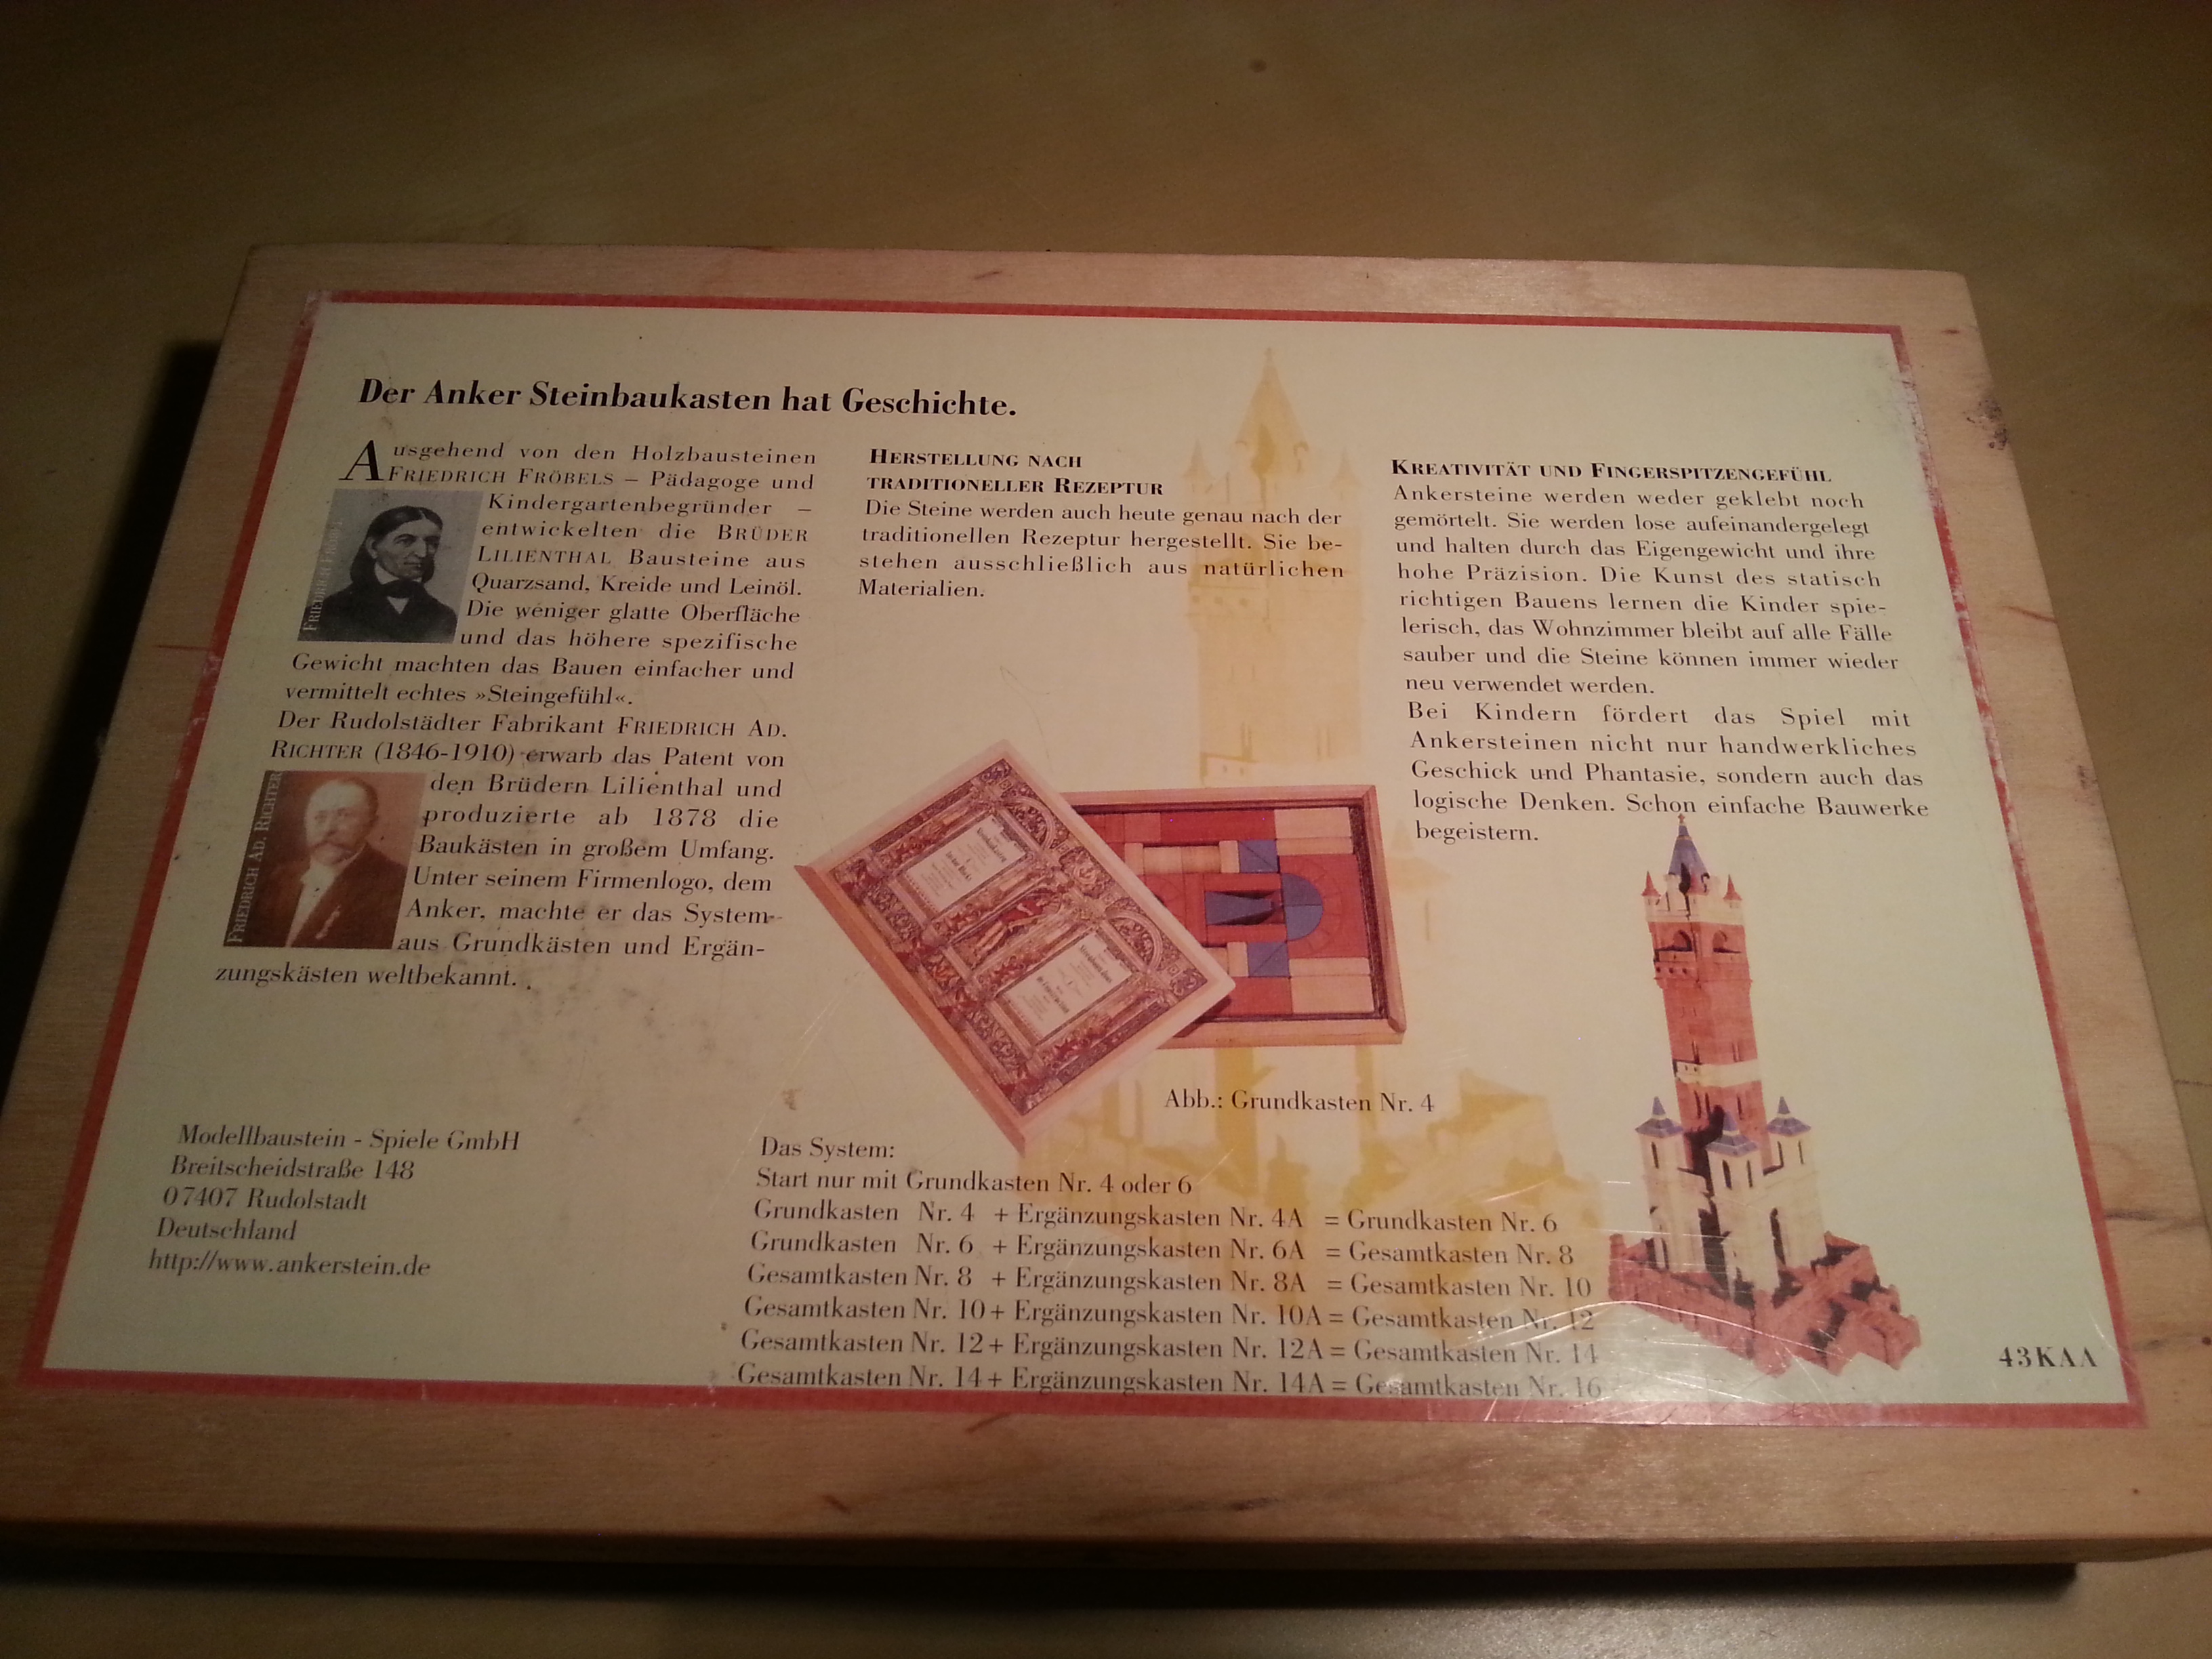 Der Anker Steinbaukasten hat Geschichte.
Ausgehend von den Holzbausteinen
FRIEDRICH FRÖBELS – Pädagoge und
Kindergartenbegründer –
entwickelten die BRÜDER
LILIENTHAL Bausteine aus
Quarzsand, Kreide und Leinöl.
Die weniger glatte Oberfläche
und das höhere spezifische
Gewicht machten das Bauen einfacher und
vermittelt echtes »Steingefühl«.
Der Rudolstädter Fabrikant FRIEDRICH AD.
RICHTER (1846-1910) erwarb das Patent von
den Brüdern Lilienthal und
produzierte ab 1878 die
Baukästen in großem Umfang.
Unter seinem Firmenlogo, dem
Anker, machte er das System
aus Grundkästen und Ergän-
zungskästen weltbekannt.
FRIEDRICH FRÖBEL
FRIEDRICH AD. RICHTER
HERSTELLUNG NACH
TRADITIONELLER REZEPTUR
Die Steine werden auch heute genau nach der
traditionellen Rezeptur hergestellt. Sie be-
stehen ausschließlich aus natürlichen
Materialien.
KREATIVITÄT UND FINGERSPITZENGEFÜHL
Ankersteine werden weder geklebt noch
gemörtelt. Sie werden lose aufeinandergelegt
und halten durch das Eigengewicht und ihre
hohe Präzision. Die Kunst des statisch
richtigen Bauens lernen die Kinder spie-
lerisch, das Wohnzimmer bleibt auf alle Fälle
sauber und die Steine können immer wieder
neu verwendet werden.
Bei Kindern fördert das Spiel mit
Ankersteinen nicht nur handwerkliches
Geschick und Phantasie, sondern auch das
logische Denken. Schon einfache Bauwerke
begeistern.
Abb.: Grundkasten Nr. 4
Modellbaustein - Spiele GmbH
Breitscheidstraße 148
07407 Rudolstadt
Deutschland
http://www.ankerstein.de
Das System:
Start nur mit Grundkasten Nr. 4 oder 6
Grundkasten Nr. 4 + Ergänzungskasten Nr. 4A = Grundkasten Nr. 6
Grundkasten Nr. 6 + Ergänzungskasten Nr. 6A = Gesamtkasten Nr. 8
Gesamtkasten Nr. 8 + Ergänzungskasten Nr. 8A = Gesamtkasten Nr. 10
Gesamtkasten Nr. 10 + Ergänzungskasten Nr. 10A = Gesamtkasten Nr. 12
Gesamtkasten Nr. 12 + Ergänzungskasten Nr. 12A = Gesamtkasten Nr. 14
Gesamtkasten Nr. 14 + Ergänzungskasten Nr. 14A = Gesamtkasten Nr. 16
43KAA